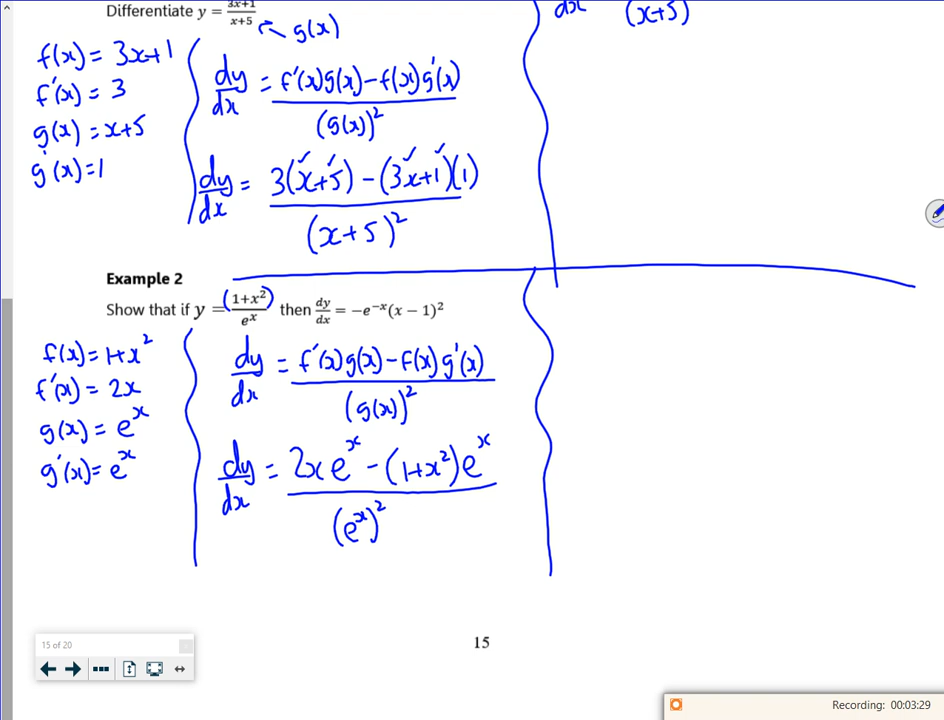 Differentiate y = 3x+1/x+5
g(x)
dx (x+5)
f(x) = 3x+1
f'(x) = 3
g(x) = x+5
g'(x) = 1
dy/dx = f'(x)g(x) - f(x)g'(x) / (g(x))²
dy/dx = 3(x+5) - (3x+1)(1) / (x+5)²
Example 2
Show that if y = (1+x²)/eˣ then dy/dx = −e⁻ˣ(x − 1)²
f(x) = 1+x²
f'(x) = 2x
g(x) = eˣ
g'(x) = eˣ
dy/dx = f'(x)g(x) - f(x)g'(x) / (g(x))²
dy/dx = 2xeˣ - (1+x²)eˣ / (eˣ)²
15
15 of 20
Recording: 00:03:29